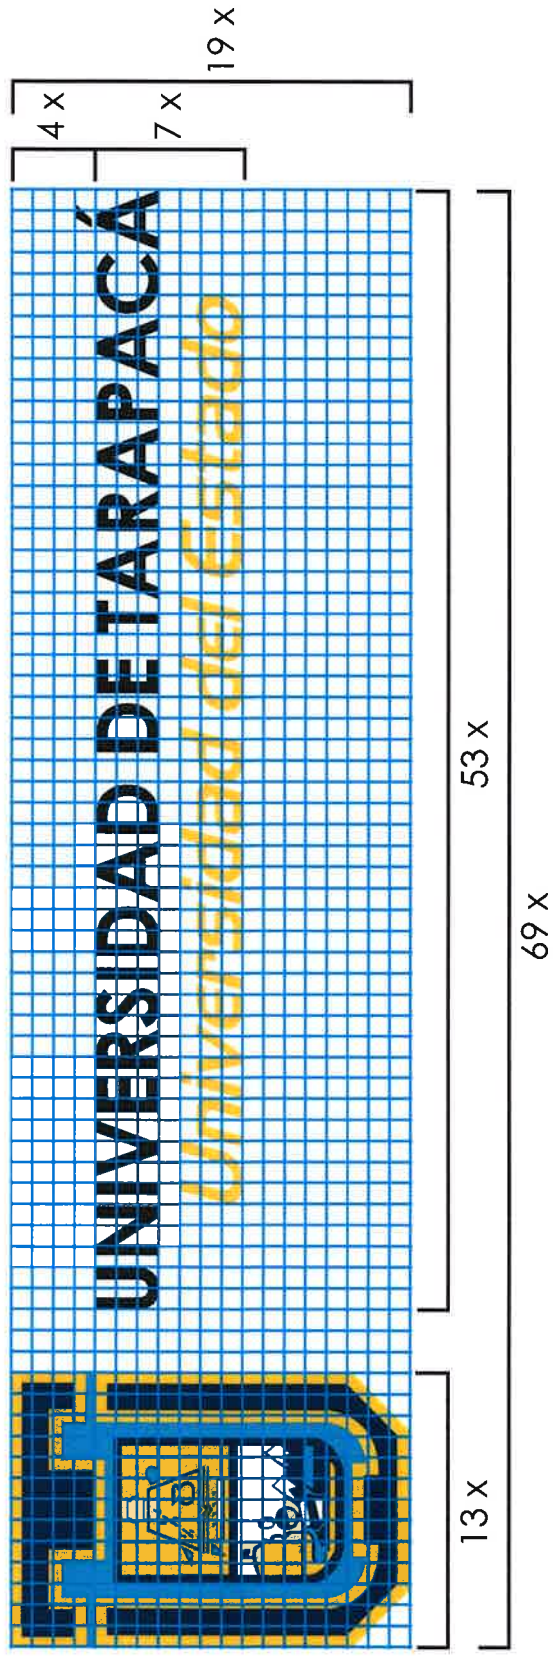 UNIVERSIDAD DE TARAPACÁ
Universidad del Estado
4 x
7 x
19 x
13 x
53 x
69 x